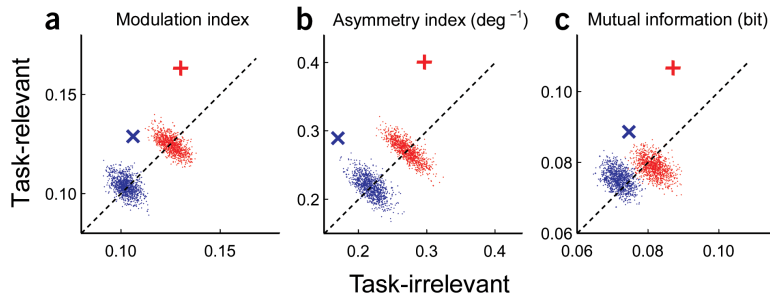 a Modulation index
b Asymmetry index (deg ⁻¹)
c Mutual information (bit)
Task-relevant
0.15
0.10
0.10 0.15
0.4
0.3
0.2
0.2 0.3 0.4
0.10
0.08
0.06
0.06 0.08 0.10
Task-irrelevant